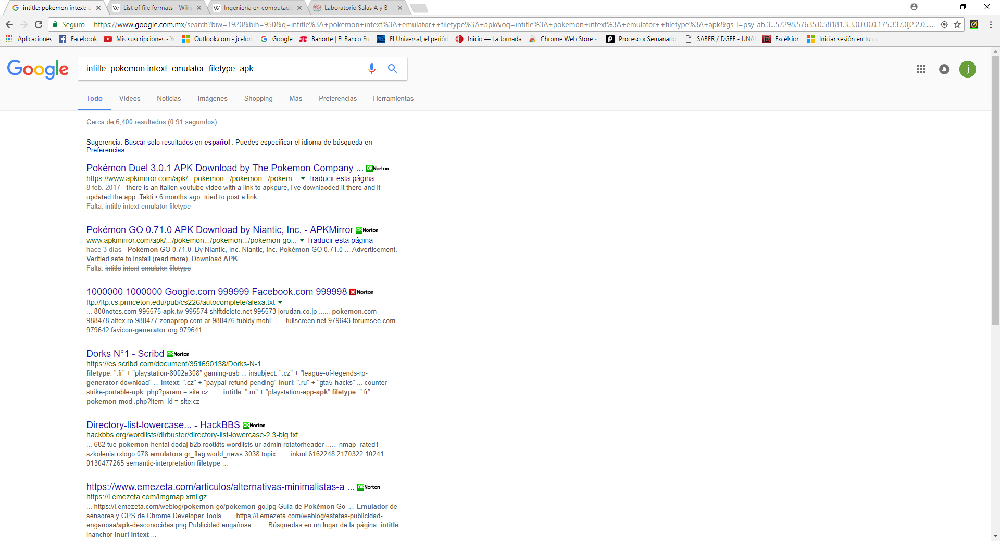 intitle: pokemon intext: e
List of file formats - Wiki
Ingeniería en computaci
Laboratorio Salas A y B
Seguro
https://www.google.com.mx/search?biw=1920&bih=950&q=intitle%3A+pokemon+intext%3A+emulator++filetype%3A+apk&oq=intitle%3A+pokemon+intext%3A+emulator++filetype%3A+apk&gs_l=psy-ab.3...57298.57635.0.58181.3.3.0.0.0.0.175.337.0j2.2.0......
Aplicaciones
Facebook
Mis suscripciones - Y
Outlook.com - jcelori
Google
Banorte | El Banco Fu
El Universal, el periód
Inicio — La Jornada
Chrome Web Store -
Proceso » Semanario
SABER / DGEE - UNA
Excélsior
Iniciar sesión en tu cu
Google
intitle: pokemon intext: emulator  filetype: apk
j
Todo
Vídeos
Noticias
Imágenes
Shopping
Más
Preferencias
Herramientas
Cerca de 6,400 resultados (0.91 segundos)
Sugerencia: Buscar solo resultados en español . Puedes especificar el idioma de búsqueda en
Preferencias
Pokémon Duel 3.0.1 APK Download by The Pokemon Company ... OK Norton
https://www.apkmirror.com/apk/...pokemon.../pokemon.../pokem... Traducir esta página
8 feb. 2017 - there is an italien youtube video with a link to apkpure, i've downlaoded it there and it
updated the app. Takti • 6 months ago. tried to post a link, ...
Falta: intitle intext emulator filetype
Pokémon GO 0.71.0 APK Download by Niantic, Inc. - APKMirror OK Norton
www.apkmirror.com/apk/.../pokemon.../pokemon.../pokemon-go... Traducir esta página
hace 3 días - Pokémon GO 0.71.0. By Niantic, Inc. Niantic, Inc. Pokémon GO 0.71.0 ... Advertisement.
Verified safe to install (read more). Download APK.
Falta: intitle intext emulator filetype
1000000 1000000 Google.com 999999 Facebook.com 999998 Norton
ftp://ftp.cs.princeton.edu/pub/cs226/autocomplete/alexa.txt
... 800notes.com 995575 apk.tw 995574 shiftdelete.net 995573 jorudan.co.jp ...... pokemon.com
988478 altex.ro 988477 zonaprop.com.ar 988476 tubidy.mobi ...... fullscreen.net 979643 forumsee.com
979642 favicon-generator.org 979641 ...
Dorks N°1 - Scribd OK Norton
https://es.scribd.com/document/351650138/Dorks-N-1
filetype: ".fr" + "playstation-8002a308" gaming-usb ... insubject: ".cz" + "league-of-legends-rp-
generator-download" ... intext: ".cz" + "paypal-refund-pending" inurl: ".ru" + "gta5-hacks" ... counter-
strike-portable-apk .php?param = site:cz ...... intitle: ".ru" + "playstation-app-apk" filetype: ".fr" ......
pokemon-mod .php?item_id = site:cz
Directory-list-lowercase... - HackBBS OK Norton
hackbbs.org/wordlists/dirbuster/directory-list-lowercase-2.3-big.txt
... 682 tue pokemon-hentai dodaj b2b rootkits wordlists ur-admin rotatorheader ...... nmap_rated1
szkolenia rxlogo 078 emulators gr_flag world_news 3038 topix ...... inkml 6162248 2170322 10241
0130477265 semantic-interpretation filetype ...
https://www.emezeta.com/articulos/alternativas-minimalistas-a ... OK Norton
https://i.emezeta.com/imgmap.xml.gz
... https://i.emezeta.com/weblog/pokemon-go/pokemon-go.jpg Guía de Pokémon Go .... Emulador de
sensores y GPS de Chrome Developer Tools ...... https://i.emezeta.com/weblog/estafas-publicidad-
enganosa/apk-desconocidas.png Publicidad engañosa: ...... Búsquedas en un lugar de la página: intitle
inanchor inurl intext ...